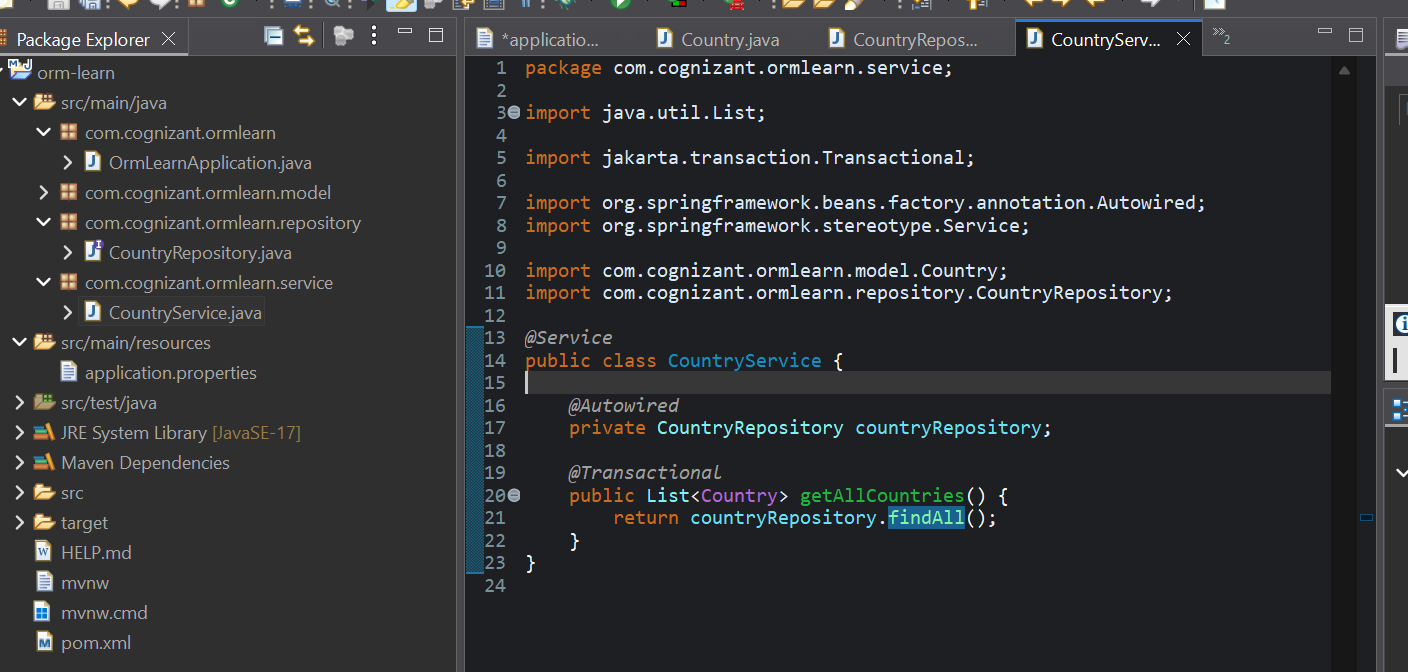 Package Explorer
orm-learn
src/main/java
com.cognizant.ormlearn
OrmLearnApplication.java
com.cognizant.ormlearn.model
com.cognizant.ormlearn.repository
CountryRepository.java
com.cognizant.ormlearn.service
CountryService.java
src/main/resources
application.properties
src/test/java
JRE System Library [JavaSE-17]
Maven Dependencies
src
target
HELP.md
mvnw
mvnw.cmd
pom.xml
*applicatio... Country.java CountryRepos... CountryServ... »2
1 package com.cognizant.ormlearn.service;
2
3 import java.util.List;
4
5 import jakarta.transaction.Transactional;
6
7 import org.springframework.beans.factory.annotation.Autowired;
8 import org.springframework.stereotype.Service;
9
10 import com.cognizant.ormlearn.model.Country;
11 import com.cognizant.ormlearn.repository.CountryRepository;
12
13 @Service
14 public class CountryService {
15
16     @Autowired
17     private CountryRepository countryRepository;
18
19     @Transactional
20     public List<Country> getAllCountries() {
21         return countryRepository.findAll();
22     }
23 }
24